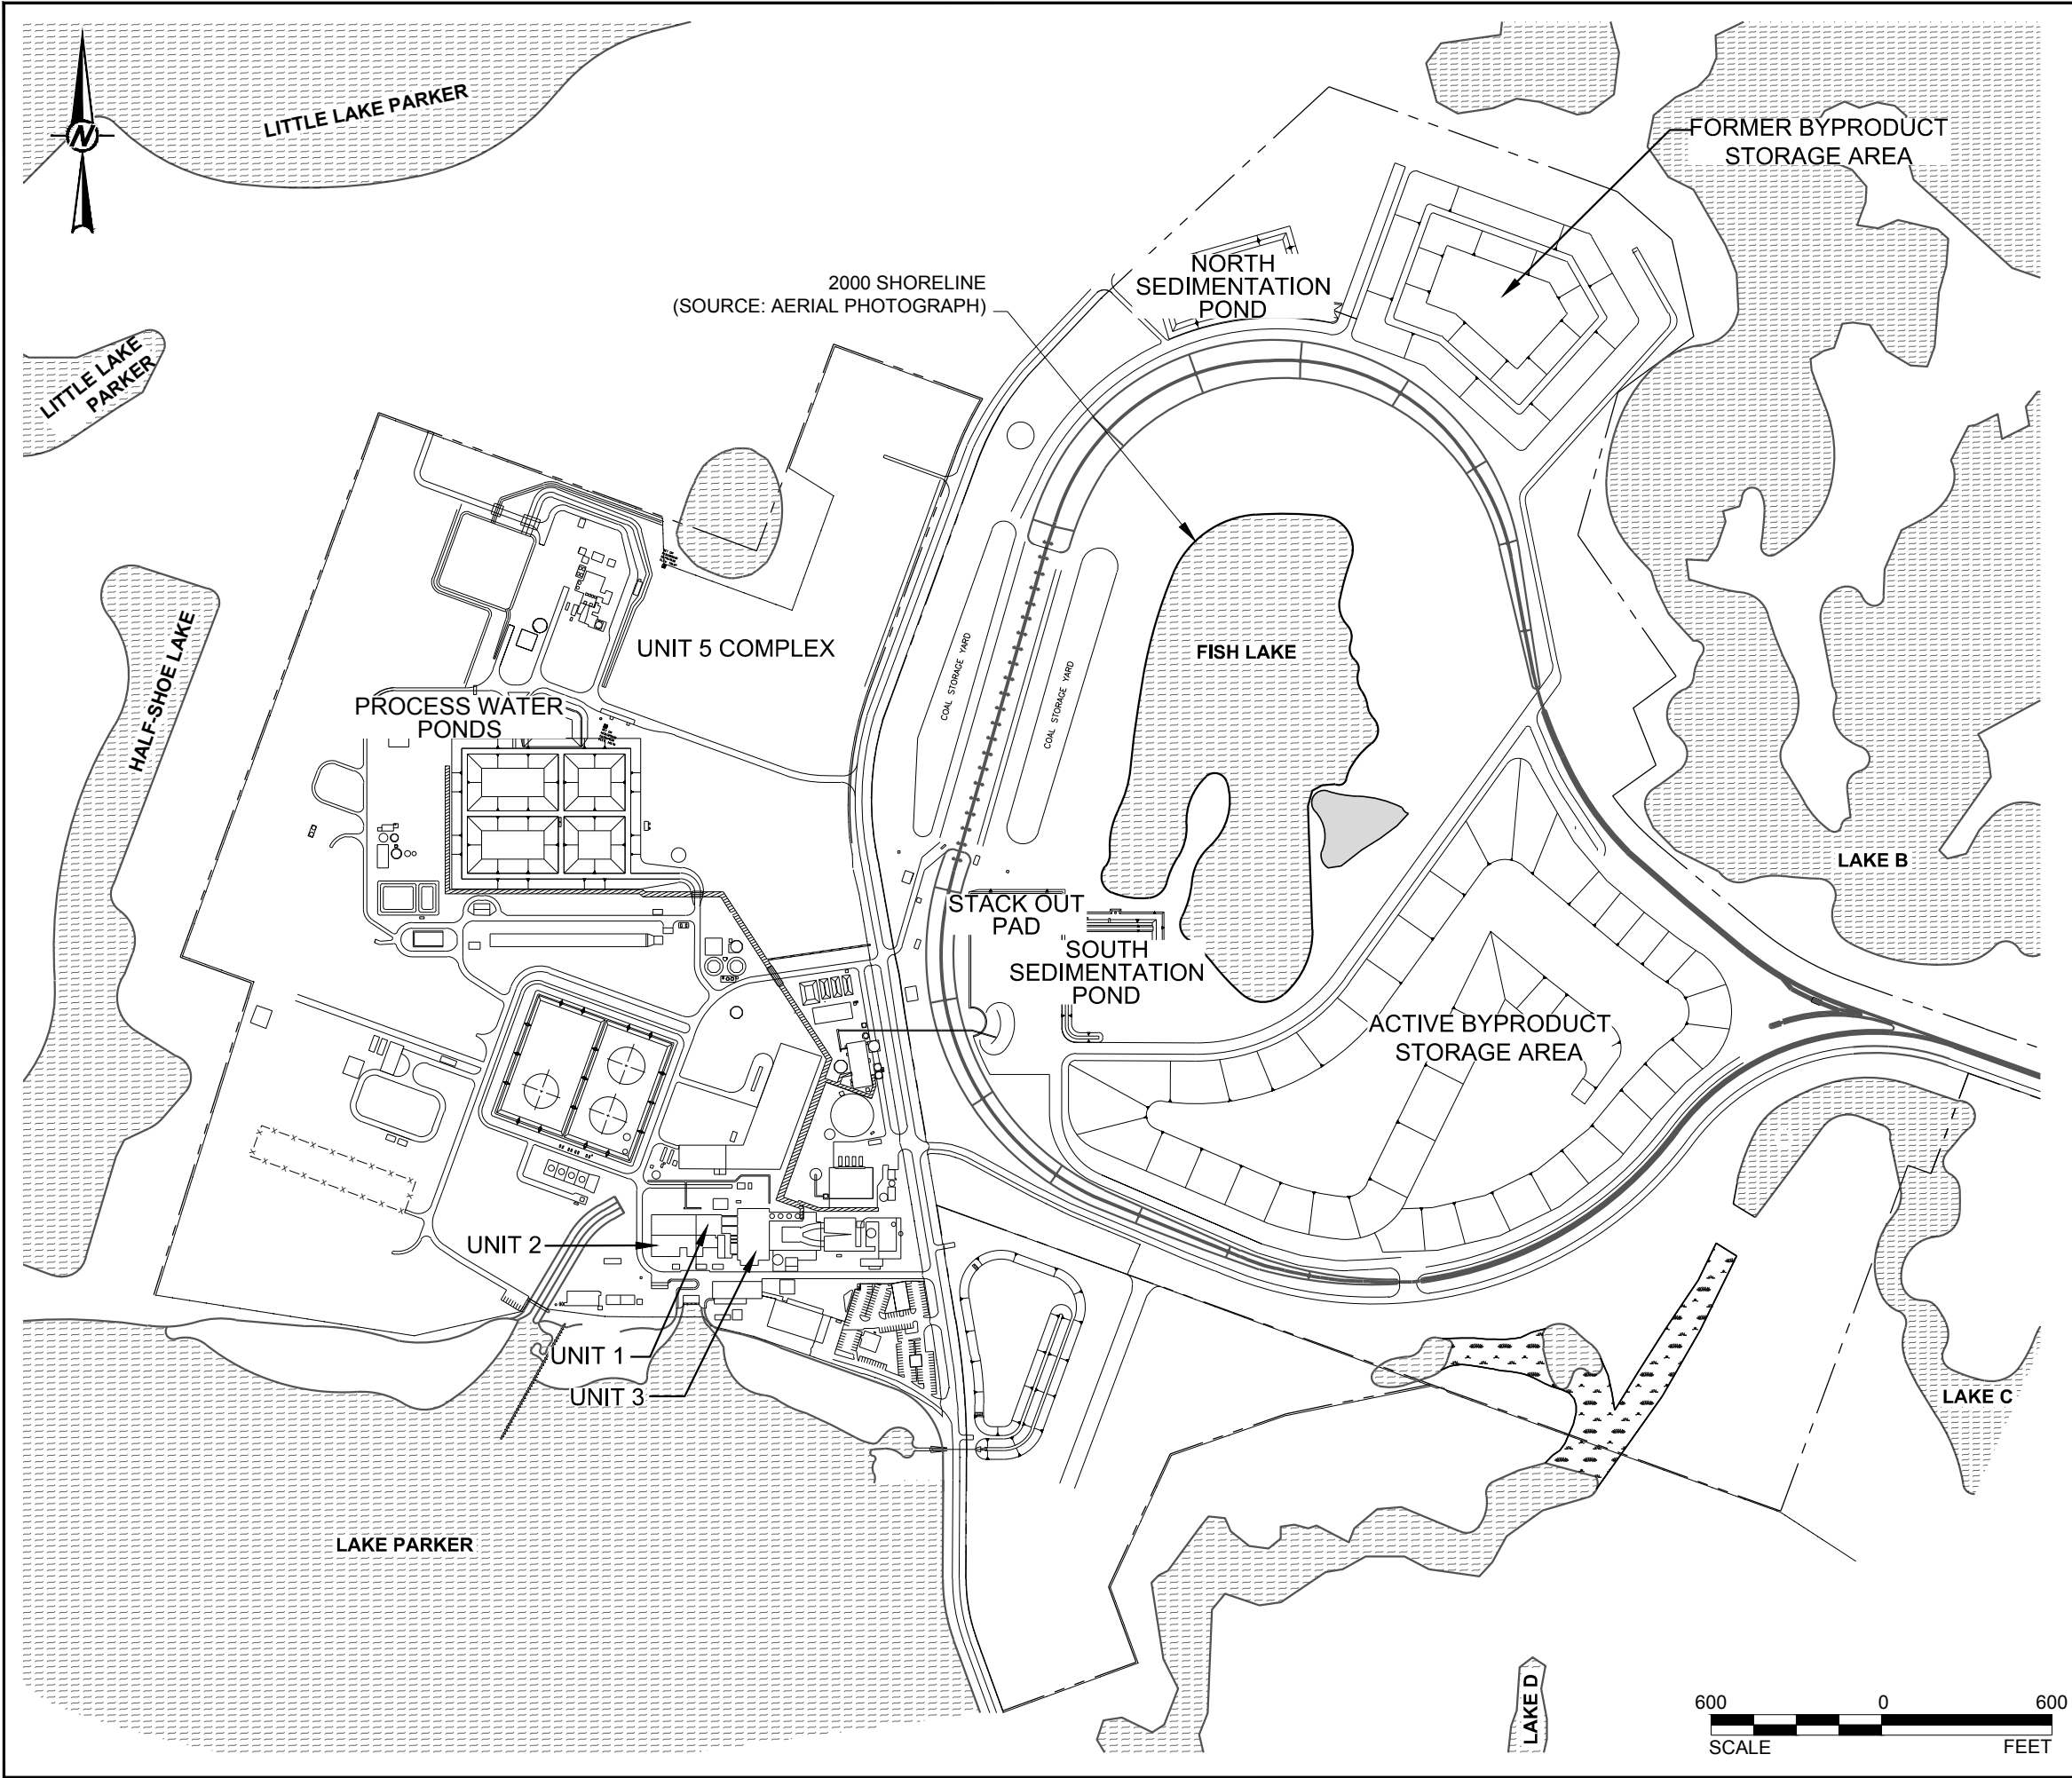 LITTLE LAKE PARKER
N
FORMER BYPRODUCT
STORAGE AREA
NORTH
SEDIMENTATION
POND
2000 SHORELINE
(SOURCE: AERIAL PHOTOGRAPH)
LITTLE LAKE
PARKER
HALF-SHOE LAKE
UNIT 5 COMPLEX
COAL STORAGE YARD
COAL STORAGE YARD
FISH LAKE
PROCESS WATER
PONDS
LAKE B
STACK OUT
PAD
SOUTH
SEDIMENTATION
POND
ACTIVE BYPRODUCT
STORAGE AREA
UNIT 2
UNIT 1
UNIT 3
LAKE C
LAKE PARKER
LAKE D
600 0 600
SCALE FEET